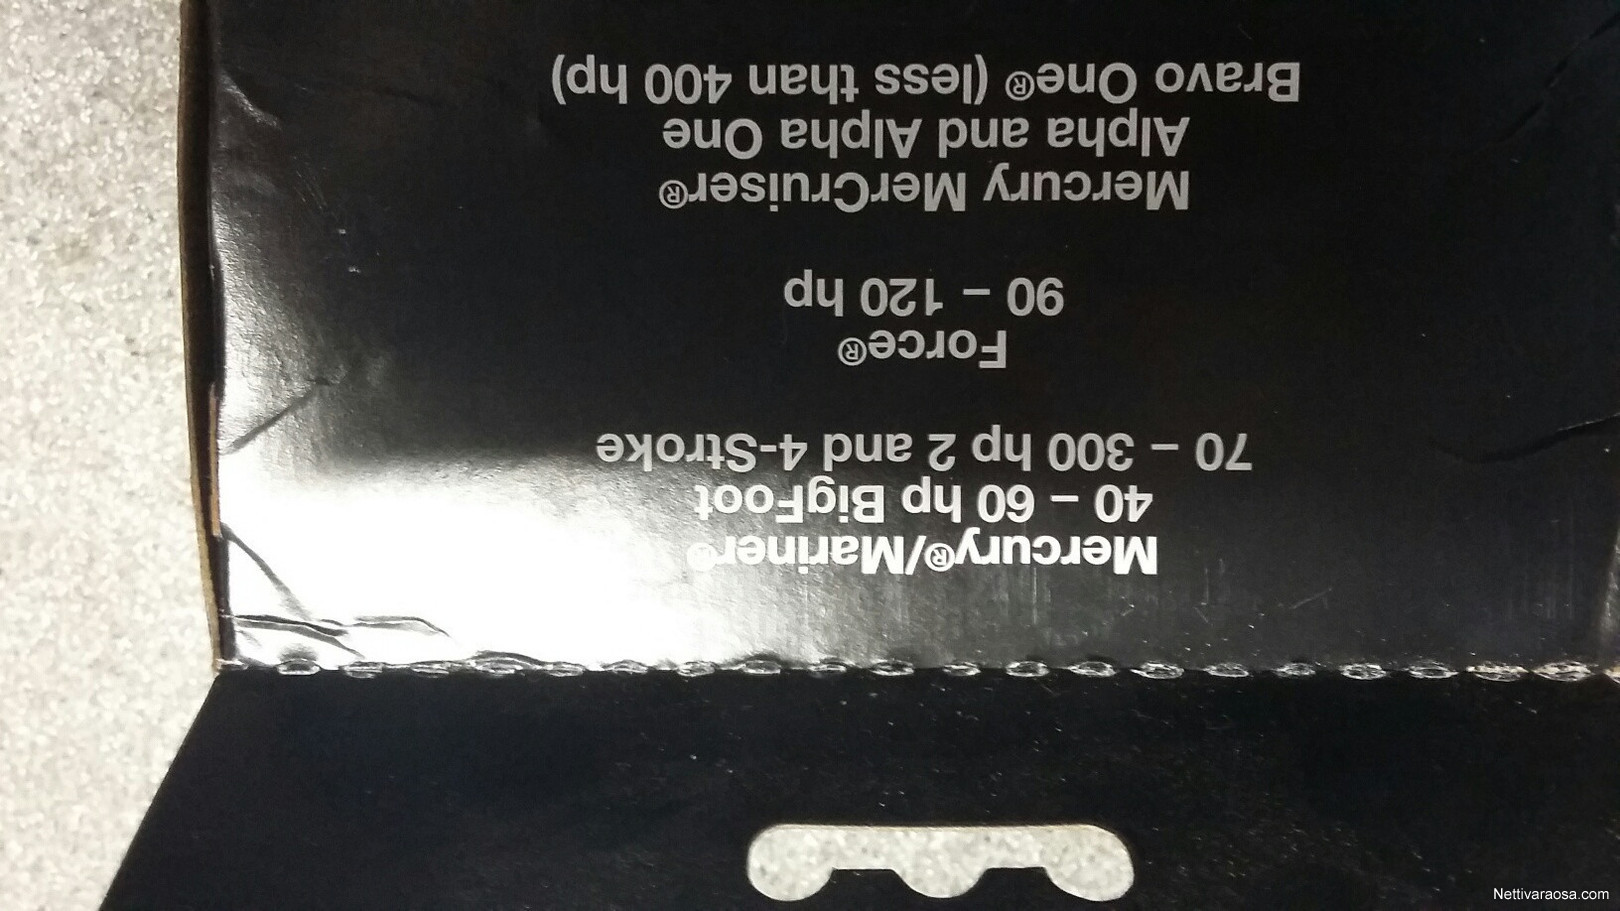 Mercury®/Mariner®
40 – 60 hp BigFoot
70 – 300 hp 2 and 4-Stroke
Force®
90 – 120 hp
Mercury MerCruiser®
Alpha and Alpha One
Bravo One® (less than 400 hp)
Nettivaraosa.com